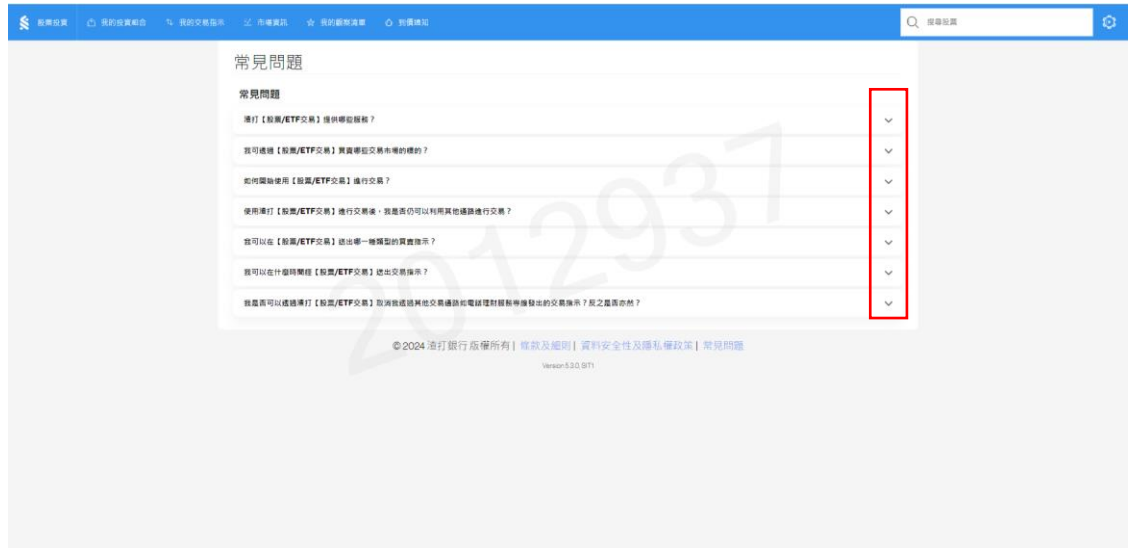 股票投資 我的投資組合 我的交易指示 市場資訊 我的觀察清單 到價通知 搜尋股票
常見問題
常見問題
渣打【股票/ETF交易】提供哪些服務？
我可透過【股票/ETF交易】買賣哪些交易市場的標的？
如何開始使用【股票/ETF交易】進行交易？
使用渣打【股票/ETF交易】進行交易後，我是否仍可以利用其他通路進行交易？
我可以在【股票/ETF交易】送出哪一種類型的買賣指示？
我可以在什麼時間經【股票/ETF交易】送出交易指示？
我是否可以透過渣打【股票/ETF交易】取消我透過其他交易通路如電話理財服務等後發出的交易指示？反之是否亦然？
2012937
© 2024 渣打銀行 版權所有 | 條款及細則 | 資料安全性及隱私權政策 | 常見問題
Version 5.3.0, SIT1